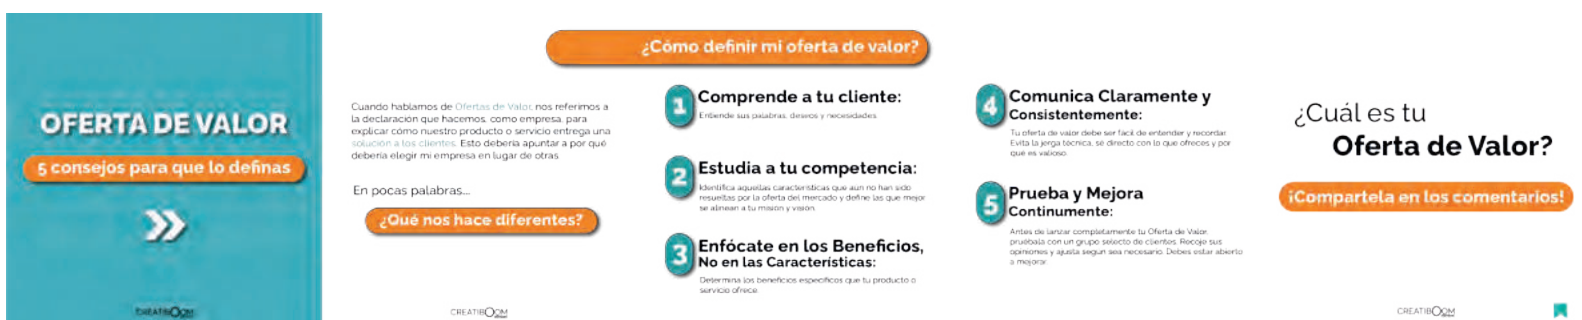 OFERTA DE VALOR
5 consejos para que lo definas
CREATIBOOM
Cuando hablamos de Ofertas de Valor, nos referimos a
la declaración que hacemos, como empresa, para
explicar cómo nuestro producto o servicio entrega una
solución a los clientes. Esto debería apuntar a por qué
debería elegir mi empresa en lugar de otras.
En pocas palabras...
¿Qué nos hace diferentes?
CREATIBOOM
¿Cómo definir mi oferta de valor?
1
Comprende a tu cliente:
Entiende sus palabras, deseos y necesidades.
2
Estudia a tu competencia:
Identifica aquellas características que aun no han sido
resueltas por la oferta del mercado y define las que mejor
se alinean a tu misión y visión.
3
Enfócate en los Beneficios,
No en las Características:
Determina los beneficios específicos que tu producto o
servicio ofrece.
4
Comunica Claramente y
Consistentemente:
Tu oferta de valor debe ser fácil de entender y recordar.
Evita la jerga técnica, sé directo con lo que ofreces y por
qué es valioso.
5
Prueba y Mejora
Continumente:
Antes de lanzar completamente tu Oferta de Valor,
pruébala con un grupo selecto de clientes. Recoje sus
opiniones y ajusta segun sea necesario. Debes estar abierto
a mejorar.
¿Cuál es tu
Oferta de Valor?
¡Compartela en los comentarios!
CREATIBOOM